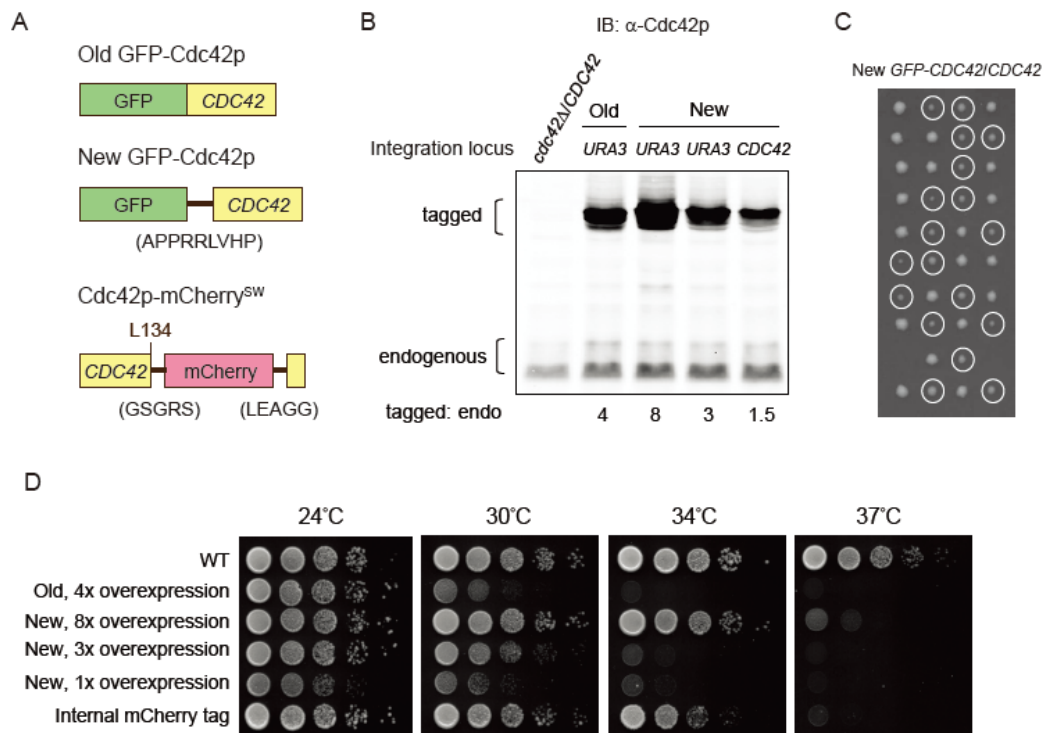 A
Old GFP-Cdc42p
GFP
CDC42
New GFP-Cdc42p
GFP
CDC42
(APPRRLVHP)
Cdc42p-mCherrySW
L134
CDC42
mCherry
(GSGRS)
(LEAGG)
B
IB: α-Cdc42p
cdc42Δ/CDC42
Old
New
Integration locus
URA3
URA3
URA3
CDC42
tagged
endogenous
tagged: endo
4
8
3
1.5
C
New GFP-CDC42/CDC42
D
24°C
30°C
34°C
37°C
WT
Old, 4x overexpression
New, 8x overexpression
New, 3x overexpression
New, 1x overexpression
Internal mCherry tag